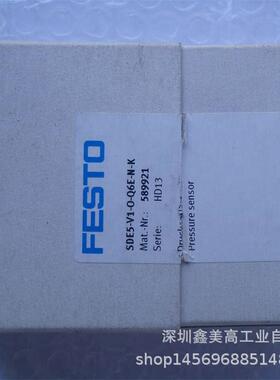 FESTO
SDE5-V1-O-Q6E-N-K
Mat.-Nr.: 589921
Serie: HD13
Pressure sensor
深圳鑫美高工业自
shop145696885148